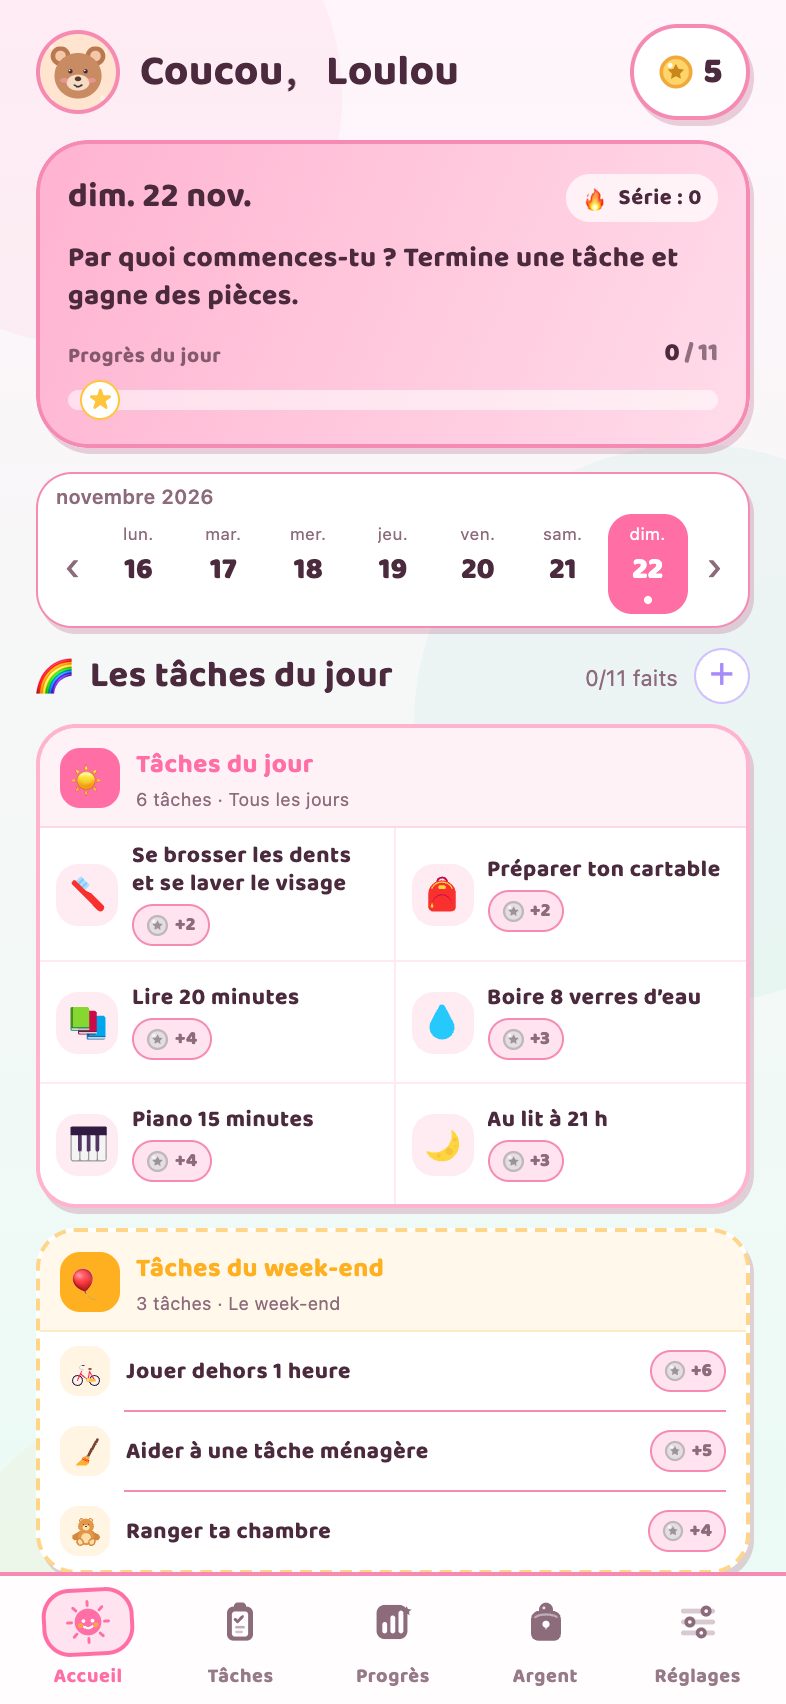 Coucou, Loulou
5
dim. 22 nov.
Série : 0
Par quoi commences-tu ? Termine une tâche et
gagne des pièces.
Progrès du jour
0 / 11
novembre 2026
lun. mar. mer. jeu. ven. sam. dim.
‹ 16 17 18 19 20 21 22 ›
Les tâches du jour
0/11 faits
+
Tâches du jour
6 tâches · Tous les jours
Se brosser les dents
et se laver le visage
+2
Préparer ton cartable
+2
Lire 20 minutes
+4
Boire 8 verres d’eau
+3
Piano 15 minutes
+4
Au lit à 21 h
+3
Tâches du week-end
3 tâches · Le week-end
Jouer dehors 1 heure
+6
Aider à une tâche ménagère
+5
Ranger ta chambre
+4
Accueil Tâches Progrès Argent Réglages